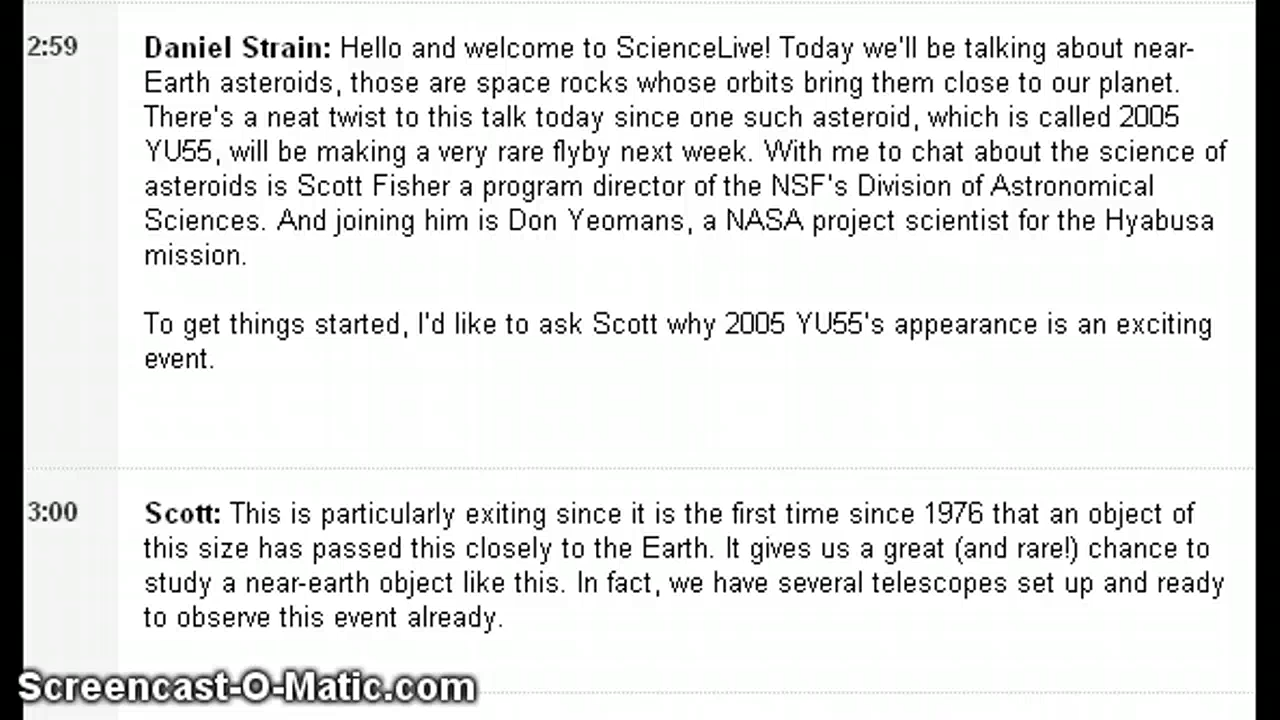 2:59
Daniel Strain: Hello and welcome to ScienceLive! Today we'll be talking about near-
Earth asteroids, those are space rocks whose orbits bring them close to our planet.
There's a neat twist to this talk today since one such asteroid, which is called 2005
YU55, will be making a very rare flyby next week. With me to chat about the science of
asteroids is Scott Fisher a program director of the NSF's Division of Astronomical
Sciences. And joining him is Don Yeomans, a NASA project scientist for the Hyabusa
mission.
To get things started, I'd like to ask Scott why 2005 YU55's appearance is an exciting
event.
3:00
Scott: This is particularly exiting since it is the first time since 1976 that an object of
this size has passed this closely to the Earth. It gives us a great (and rare!) chance to
study a near-earth object like this. In fact, we have several telescopes set up and ready
to observe this event already.
Screencast-O-Matic.com